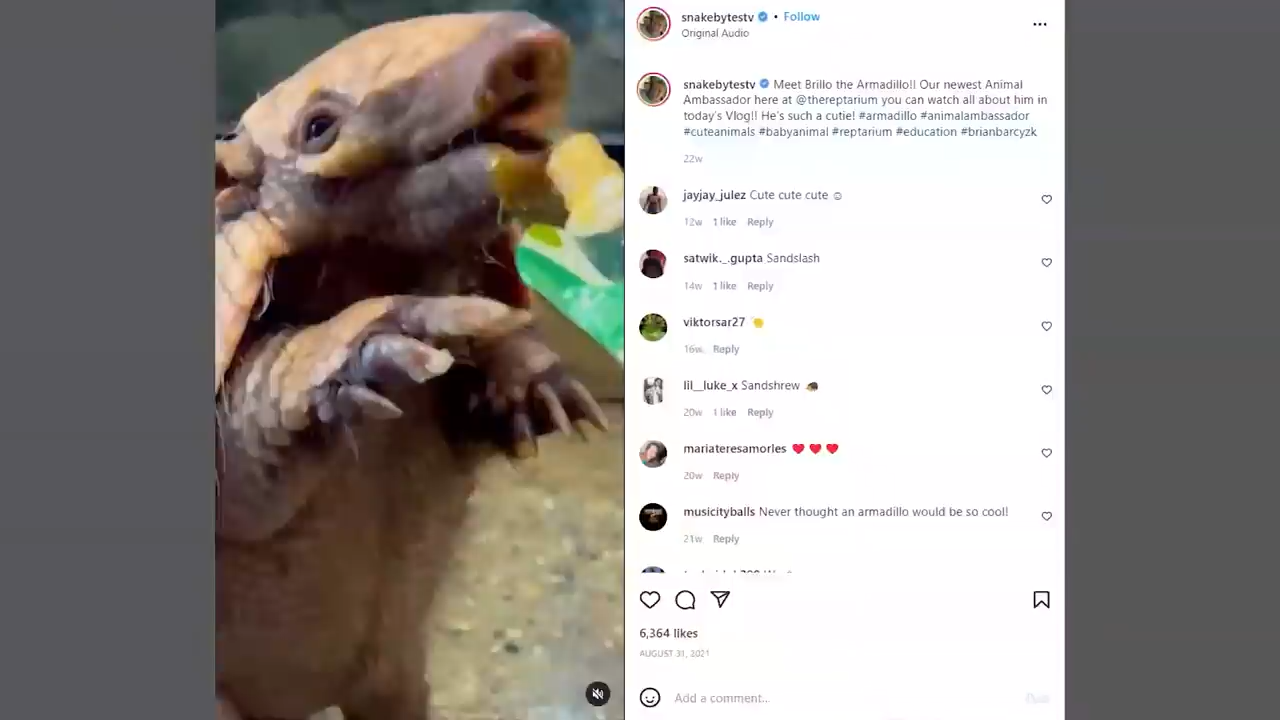 snakebytestv • Follow
Original Audio
snakebytestv Meet Brillo the Armadillo!! Our newest Animal
Ambassador here at @thereptarium you can watch all about him in
today's Vlog!! He's such a cutie! #armadillo #animalambassador
#cuteanimals #babyanimal #reptarium #education #brianbarcyzk
22w
jayjay_julez Cute cute cute ☺
12w 1 like Reply
satwik._.gupta Sandslash
14w 1 like Reply
viktorsar27
16w Reply
lil__luke_x Sandshrew
20w 1 like Reply
mariateresamorles ❤️ ❤️ ❤️
20w Reply
musicityballs Never thought an armadillo would be so cool!
21w Reply
6,364 likes
AUGUST 31, 2021
Add a comment...